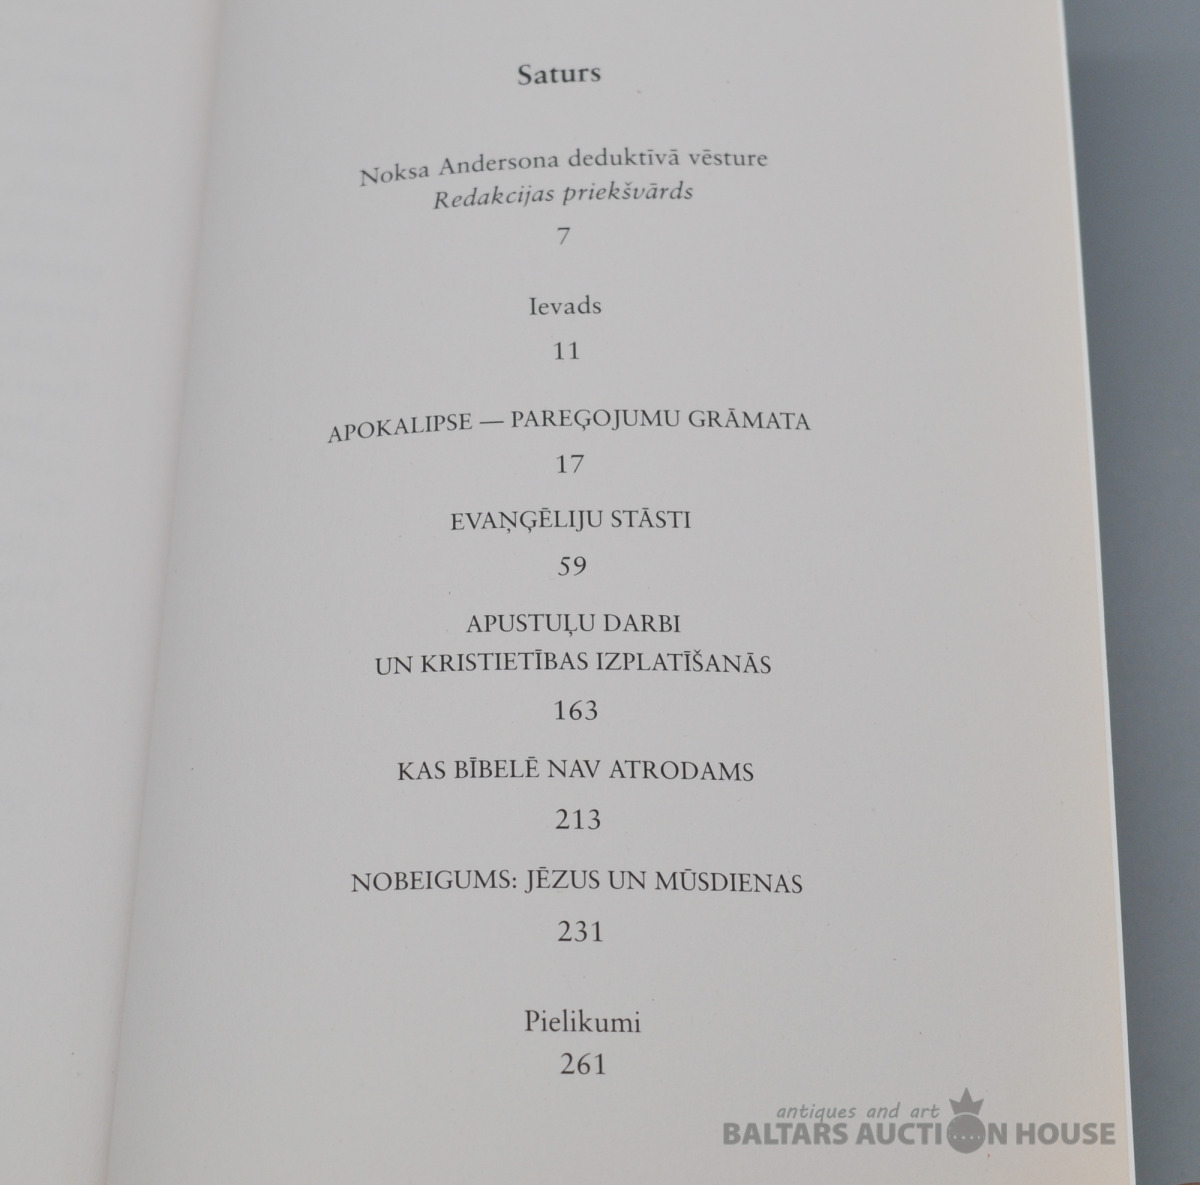 Saturs
Noksa Andersona deduktīvā vēsture
Redakcijas priekšvārds
7
Ievads
11
APOKALIPSE — PAREĢOJUMU GRĀMATA
17
EVAŅĢĒLIJU STĀSTI
59
APUSTUĻU DARBI
UN KRISTIETĪBAS IZPLATĪŠANĀS
163
KAS BĪBELĒ NAV ATRODAMS
213
NOBEIGUMS: JĒZUS UN MŪSDIENAS
231
Pielikumi
261
antiques and art
BALTARS AUCTION HOUSE